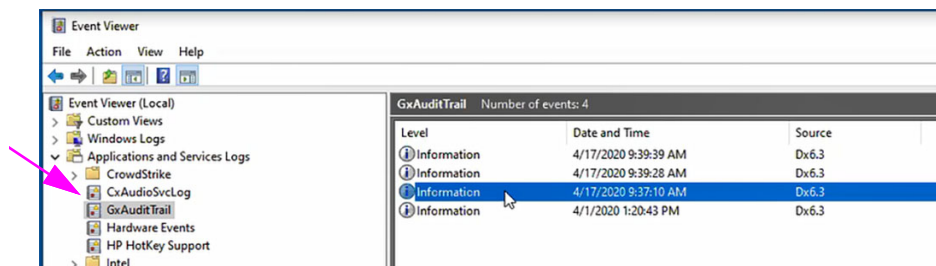 Event Viewer
File Action View Help
Event Viewer (Local)
Custom Views
Windows Logs
Applications and Services Logs
CrowdStrike
CxAudioSvcLog
GxAuditTrail
Hardware Events
HP HotKey Support
Intel
GxAuditTrail Number of events: 4
Level Date and Time Source
Information 4/17/2020 9:39:39 AM Dx6.3
Information 4/17/2020 9:39:28 AM Dx6.3
Information 4/17/2020 9:37:10 AM Dx6.3
Information 4/1/2020 1:20:43 PM Dx6.3